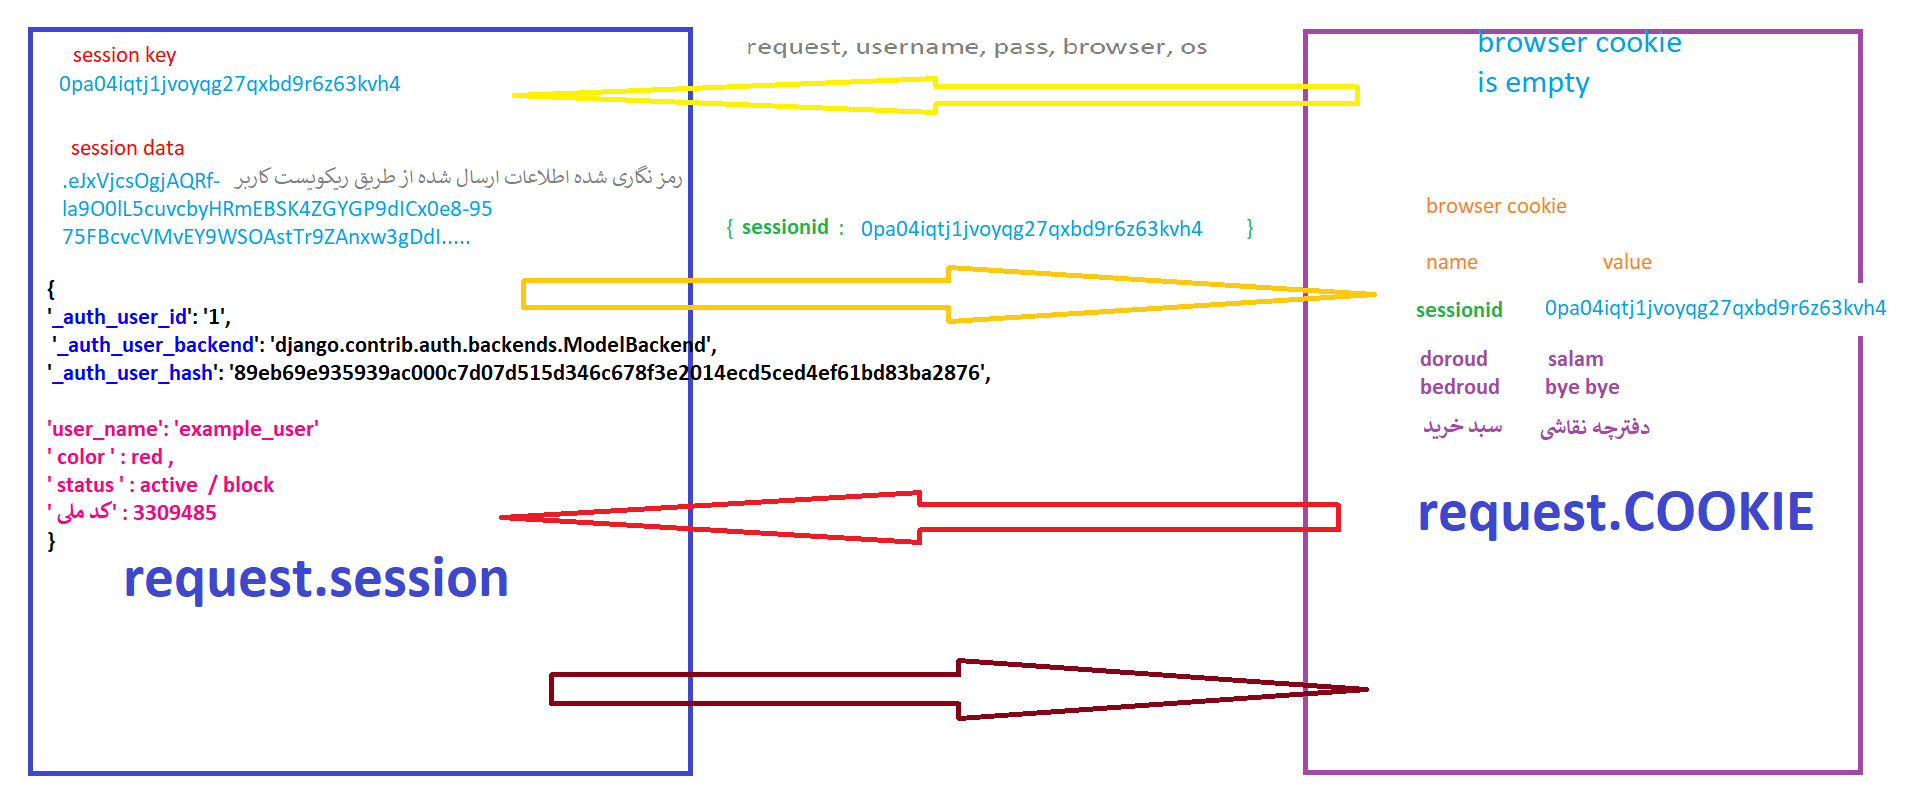 session key
0pa04iqtj1jvoyqg27qxbd9r6z63kvh4
session data
.eJxVjcsOgjAQRf- رمز نگاری شده اطلاعات ارسال شده از طریق ریکویست کاربر
la9O0lL5cuvcbyHRmEBSK4ZGYGP9dICx0e8-95
75FBcvcVMvEY9WSOAstTr9ZAnxw3gDdI.....
{
'_auth_user_id': '1',
'_auth_user_backend': 'django.contrib.auth.backends.ModelBackend',
'_auth_user_hash': '89eb69e935939ac000c7d07d515d346c678f3e2014ecd5ced4ef61bd83ba2876',
'user_name': 'example_user'
' color ' : red ,
' status ' : active / block
' کد ملی' : 3309485
}
request.session
request, username, pass, browser, os
{ sessionid : 0pa04iqtj1jvoyqg27qxbd9r6z63kvh4 }
browser cookie
is empty
browser cookie
name value
sessionid 0pa04iqtj1jvoyqg27qxbd9r6z63kvh4
doroud salam
bedroud bye bye
سبد خرید دفترچه نقاشی
request.COOKIE